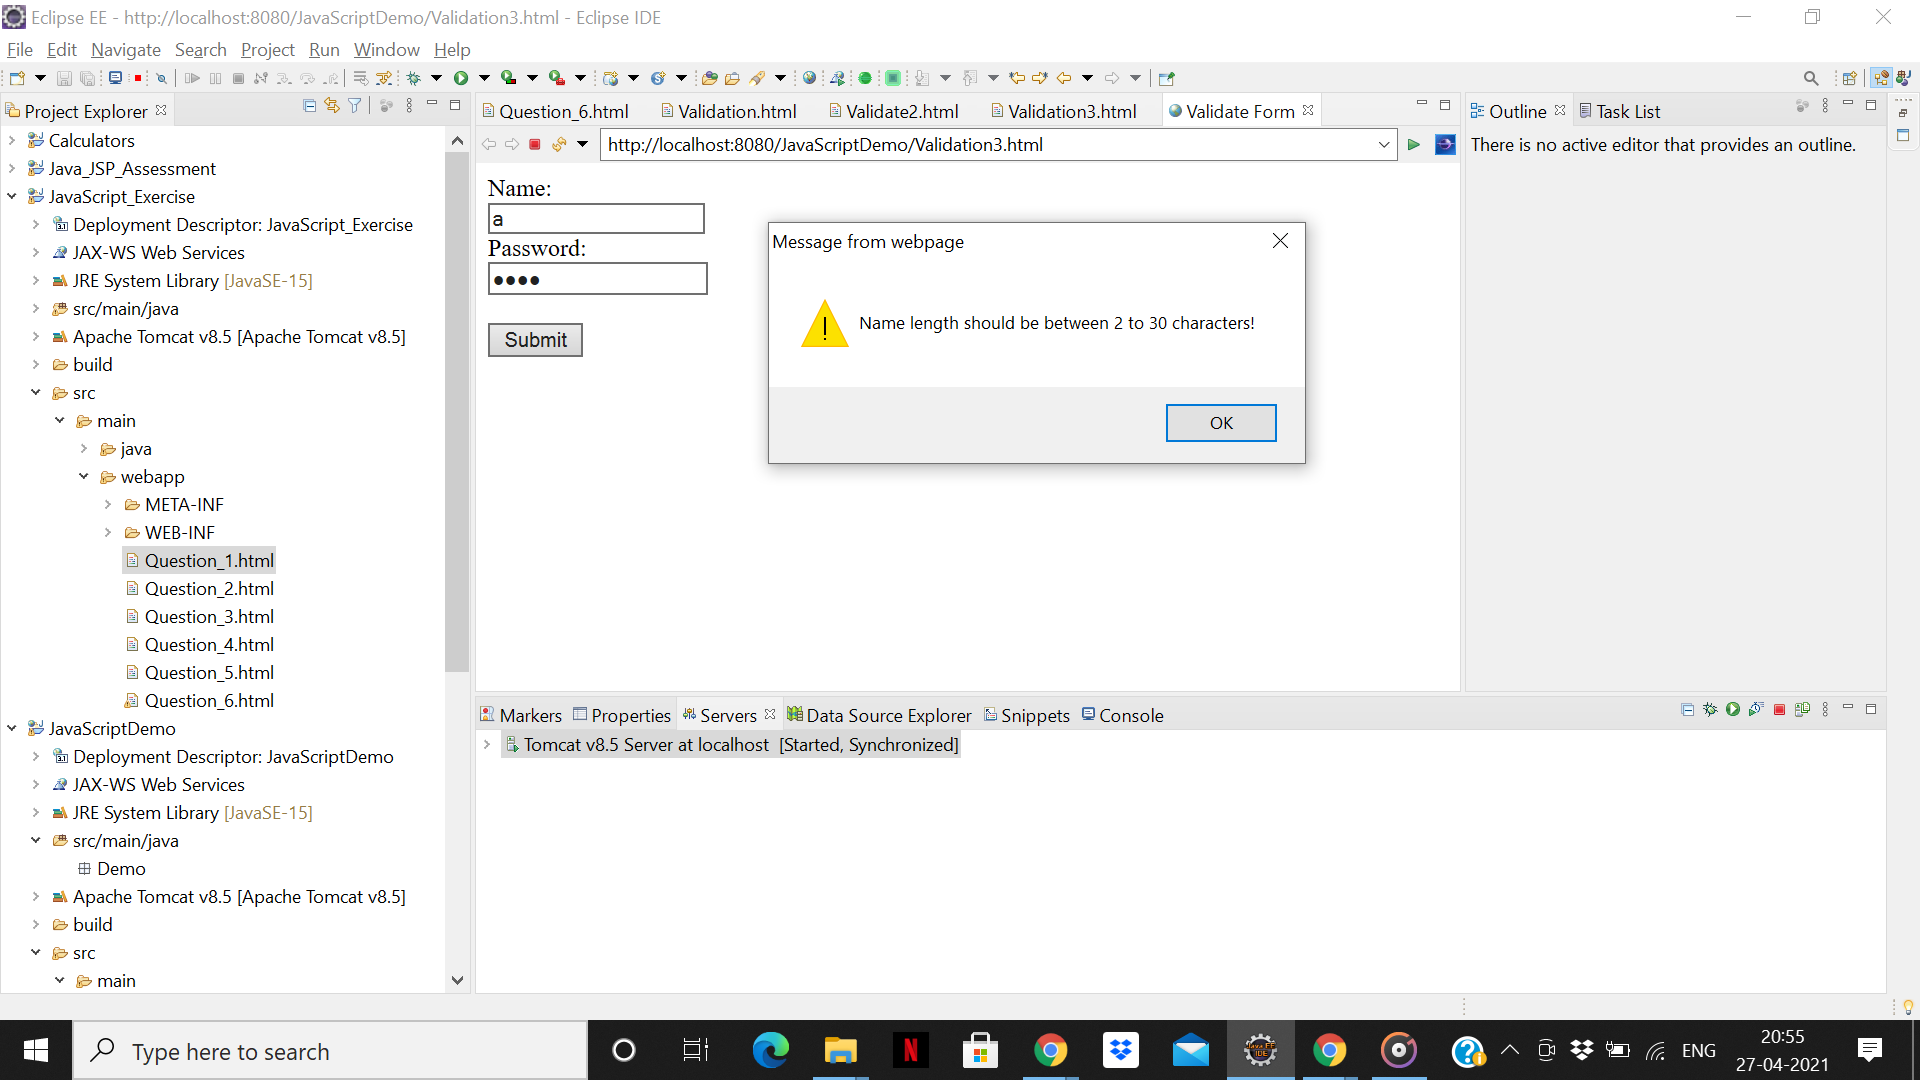 Eclipse EE - http://localhost:8080/JavaScriptDemo/Validation3.html - Eclipse IDE
File Edit Navigate Search Project Run Window Help
Project Explorer
Calculators
Java_JSP_Assessment
JavaScript_Exercise
Deployment Descriptor: JavaScript_Exercise
JAX-WS Web Services
JRE System Library [JavaSE-15]
src/main/java
Apache Tomcat v8.5 [Apache Tomcat v8.5]
build
src
main
java
webapp
META-INF
WEB-INF
Question_1.html
Question_2.html
Question_3.html
Question_4.html
Question_5.html
Question_6.html
JavaScriptDemo
Deployment Descriptor: JavaScriptDemo
JAX-WS Web Services
JRE System Library [JavaSE-15]
src/main/java
Demo
Apache Tomcat v8.5 [Apache Tomcat v8.5]
build
src
main
Question_6.html Validation.html Validate2.html Validation3.html Validate Form
http://localhost:8080/JavaScriptDemo/Validation3.html
Name:
a
Password:
••••
Submit
Message from webpage
Name length should be between 2 to 30 characters!
OK
Outline Task List
There is no active editor that provides an outline.
Markers Properties Servers Data Source Explorer Snippets Console
Tomcat v8.5 Server at localhost [Started, Synchronized]
Type here to search
N
Java EE
IDE
ENG
20:55
27-04-2021